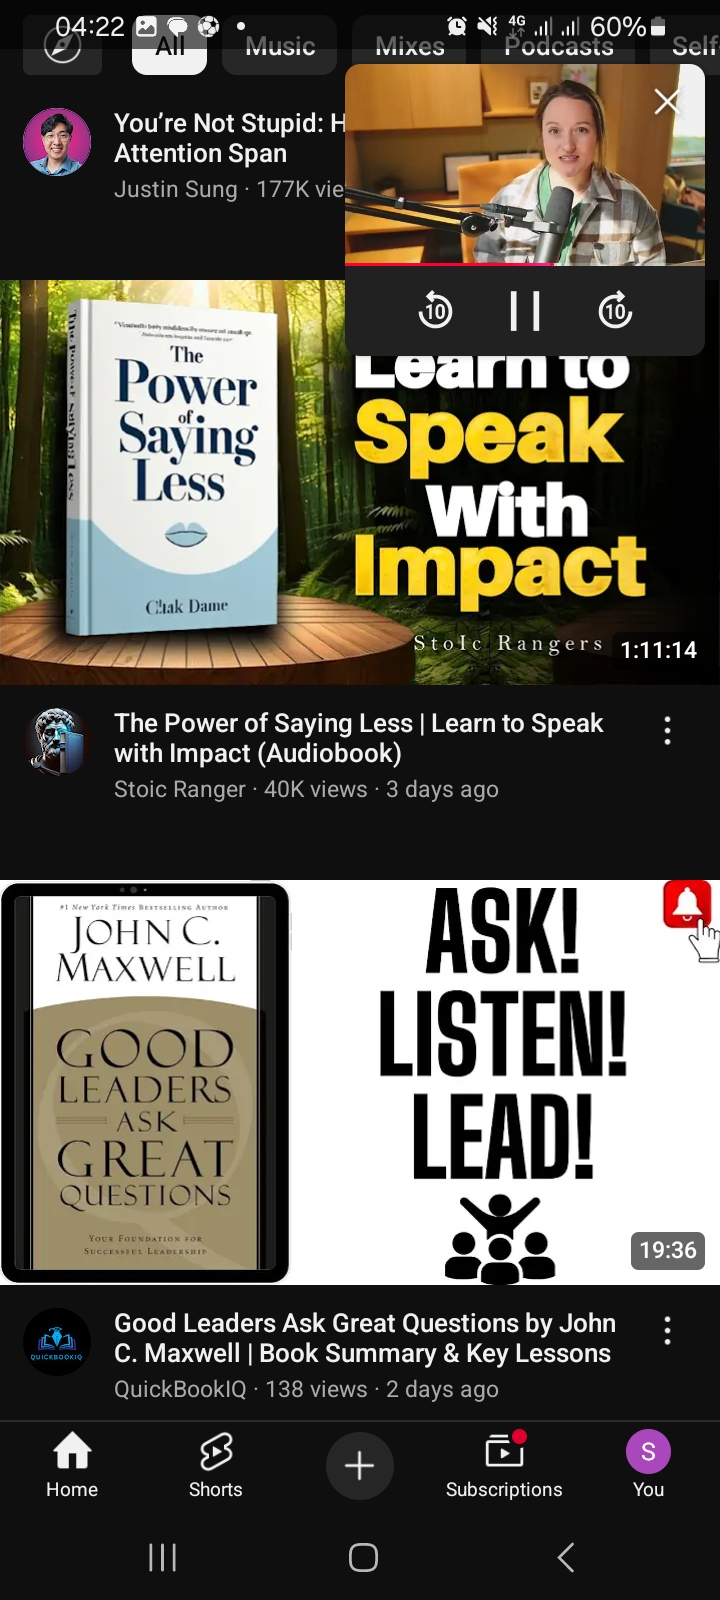 04:22
4G
60%
All
Music
Mixes
Podcasts
Self
You're Not Stupid: H
Attention Span
Justin Sung · 177K vie
10
10
The
Power
of
Saying
Less
Chak Dame
The Power of Saying Less
Learn to
Speak
With
Impact
StoIc Rangers
1:11:14
The Power of Saying Less | Learn to Speak
with Impact (Audiobook)
Stoic Ranger · 40K views · 3 days ago
#1 New York Times Bestselling Author
JOHN C.
MAXWELL
GOOD
LEADERS
ASK
GREAT
QUESTIONS
Your Foundation for
Successful Leadership
ASK!
LISTEN!
LEAD!
19:36
QUICKBOOKIQ
Good Leaders Ask Great Questions by John
C. Maxwell | Book Summary & Key Lessons
QuickBookIQ · 138 views · 2 days ago
Home
Shorts
Subscriptions
S
You